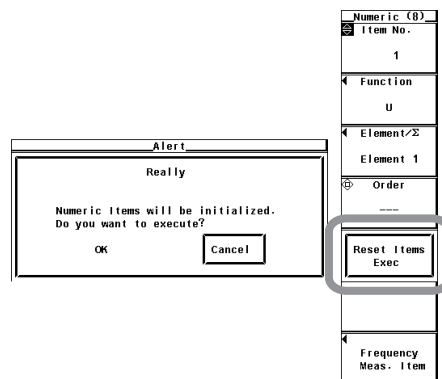 Alert
Really
Numeric Items will be initialized.
Do you want to execute?
OK
Cancel
Numeric (8)
Item No.
1
Function
U
Element/Σ
Element 1
Order
---
Reset Items
Exec
Frequency
Meas. Item